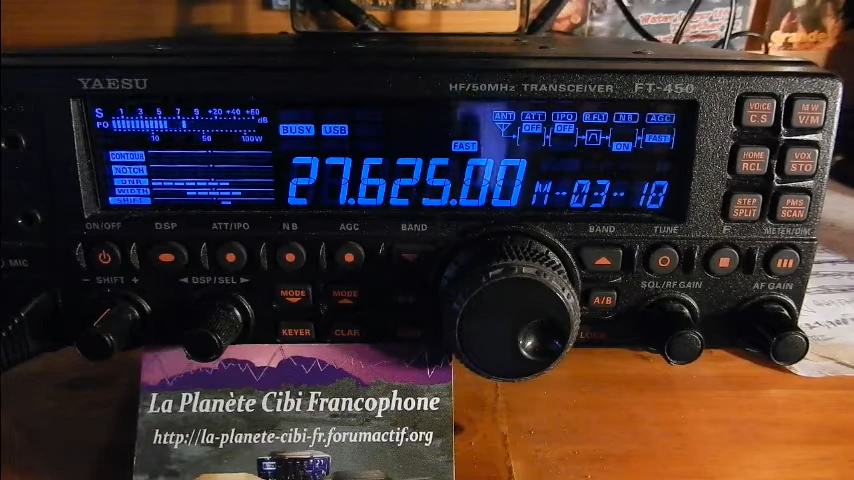 YAESU
HF/50MHz TRANSCEIVER FT-450
S 1 3 5 7 9 +20 +40 +60 dB
PO
10 50 100W
BUSY USB
ANT ATT IPO R.FLT NB AGC
OFF OFF ON FAST
FAST
CONTOUR
NOTCH
DNR
WIDTH
SHIFT
27.625.00 M-03-18
VOICE C.S
M W V/M
HOME RCL
VOX STO
STEP SPLIT
PMS SCAN
ON/OFF DSP ATT/IPO NB AGC BAND BAND TUNE F METER/DIM
MIC
− SHIFT + ◄ DSP/SEL ► MODE MODE A/B SQL/RF GAIN AF GAIN
KEYER CLAR LOCK
La Planète Cibi Francophone
http://la-planete-cibi-fr.forumactif.org